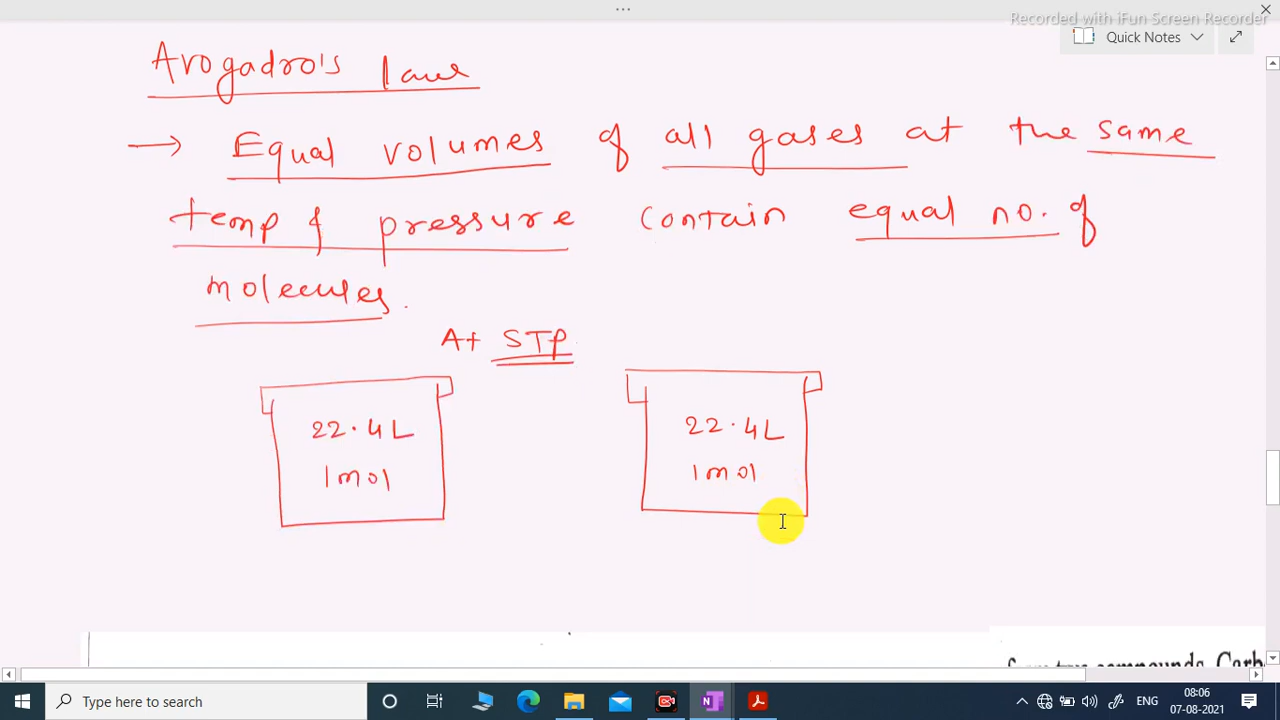 Recorded with iFun Screen Recorder
Quick Notes
Avogadro's law
→ Equal volumes of all gases at the same
temp & pressure contain equal no. of
molecules.
At STP
22.4L 22.4L
1mol 1mol
Type here to search
ENG
08:06
07-08-2021